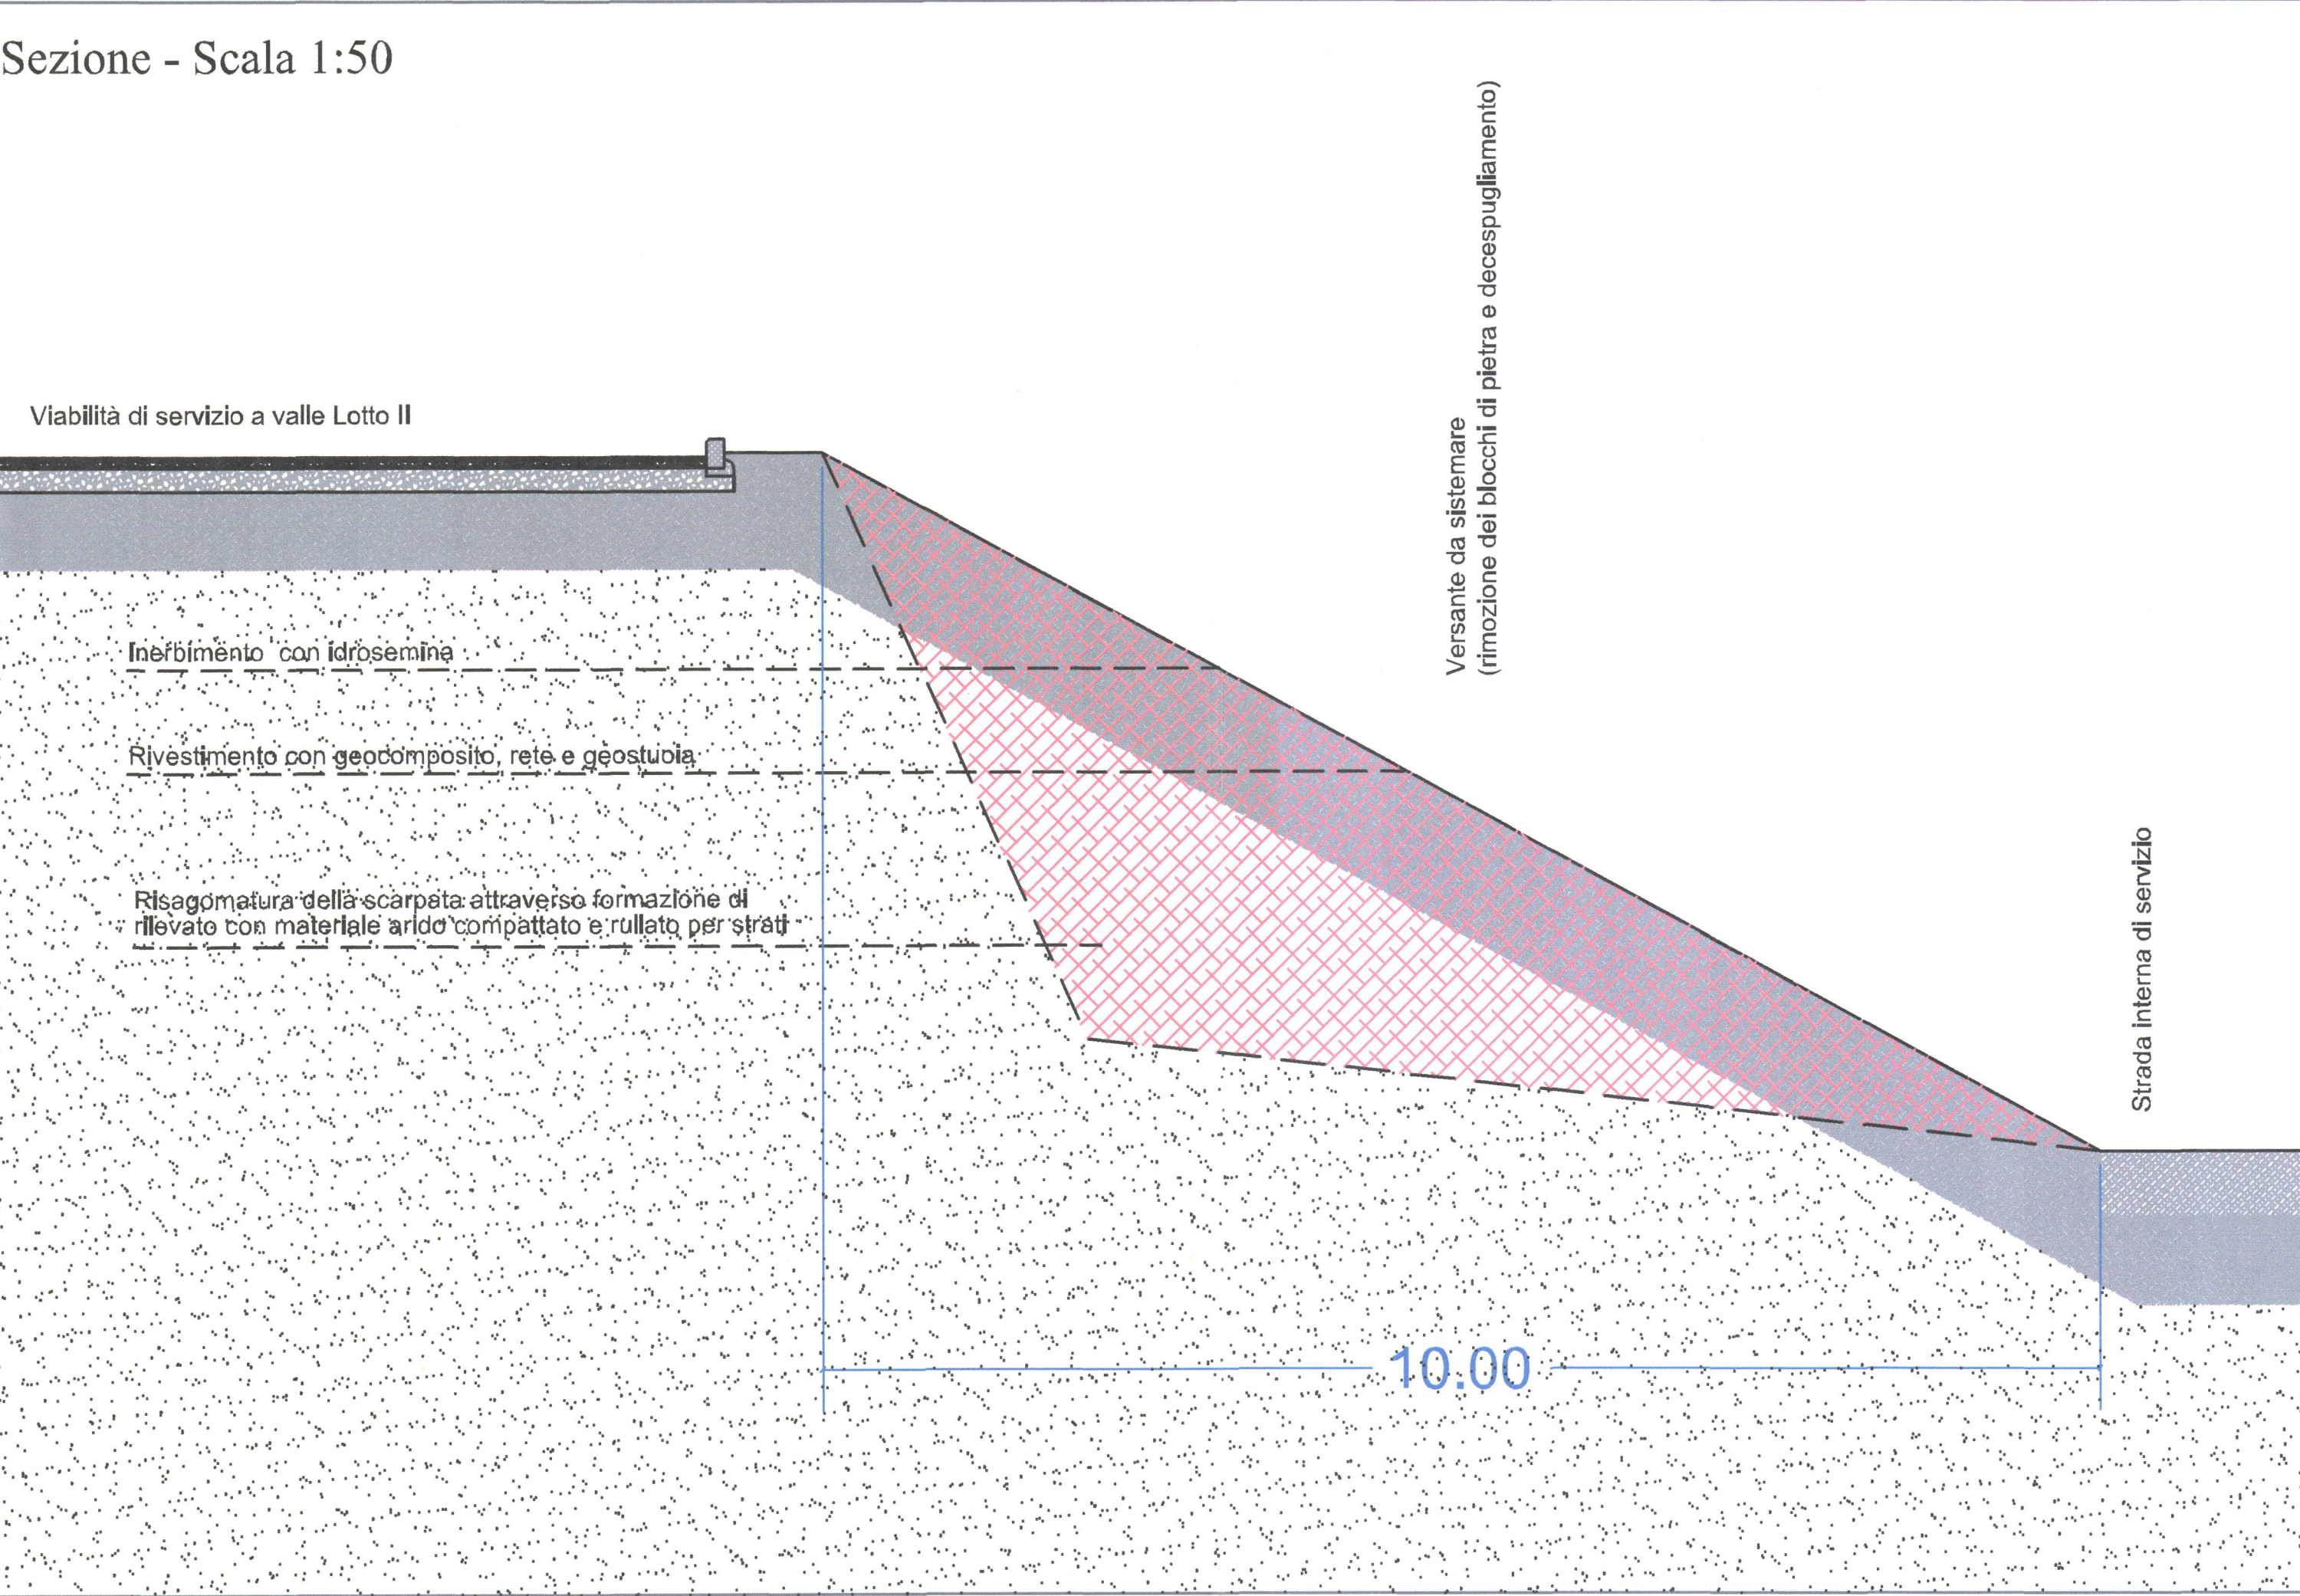 Sezione - Scala 1:50
Versante da sistemare
(rimozione dei blocchi di pietra e decespugliamento)
Viabilità di servizio a valle Lotto II
Inerbimento con idrosemina
Rivestimento con geocomposito, rete e geostuoia
Risagomatura della scarpata attraverso formazione di
rilevato con materiale arido compattato e rullato per strati
Strada interna di servizio
10.00